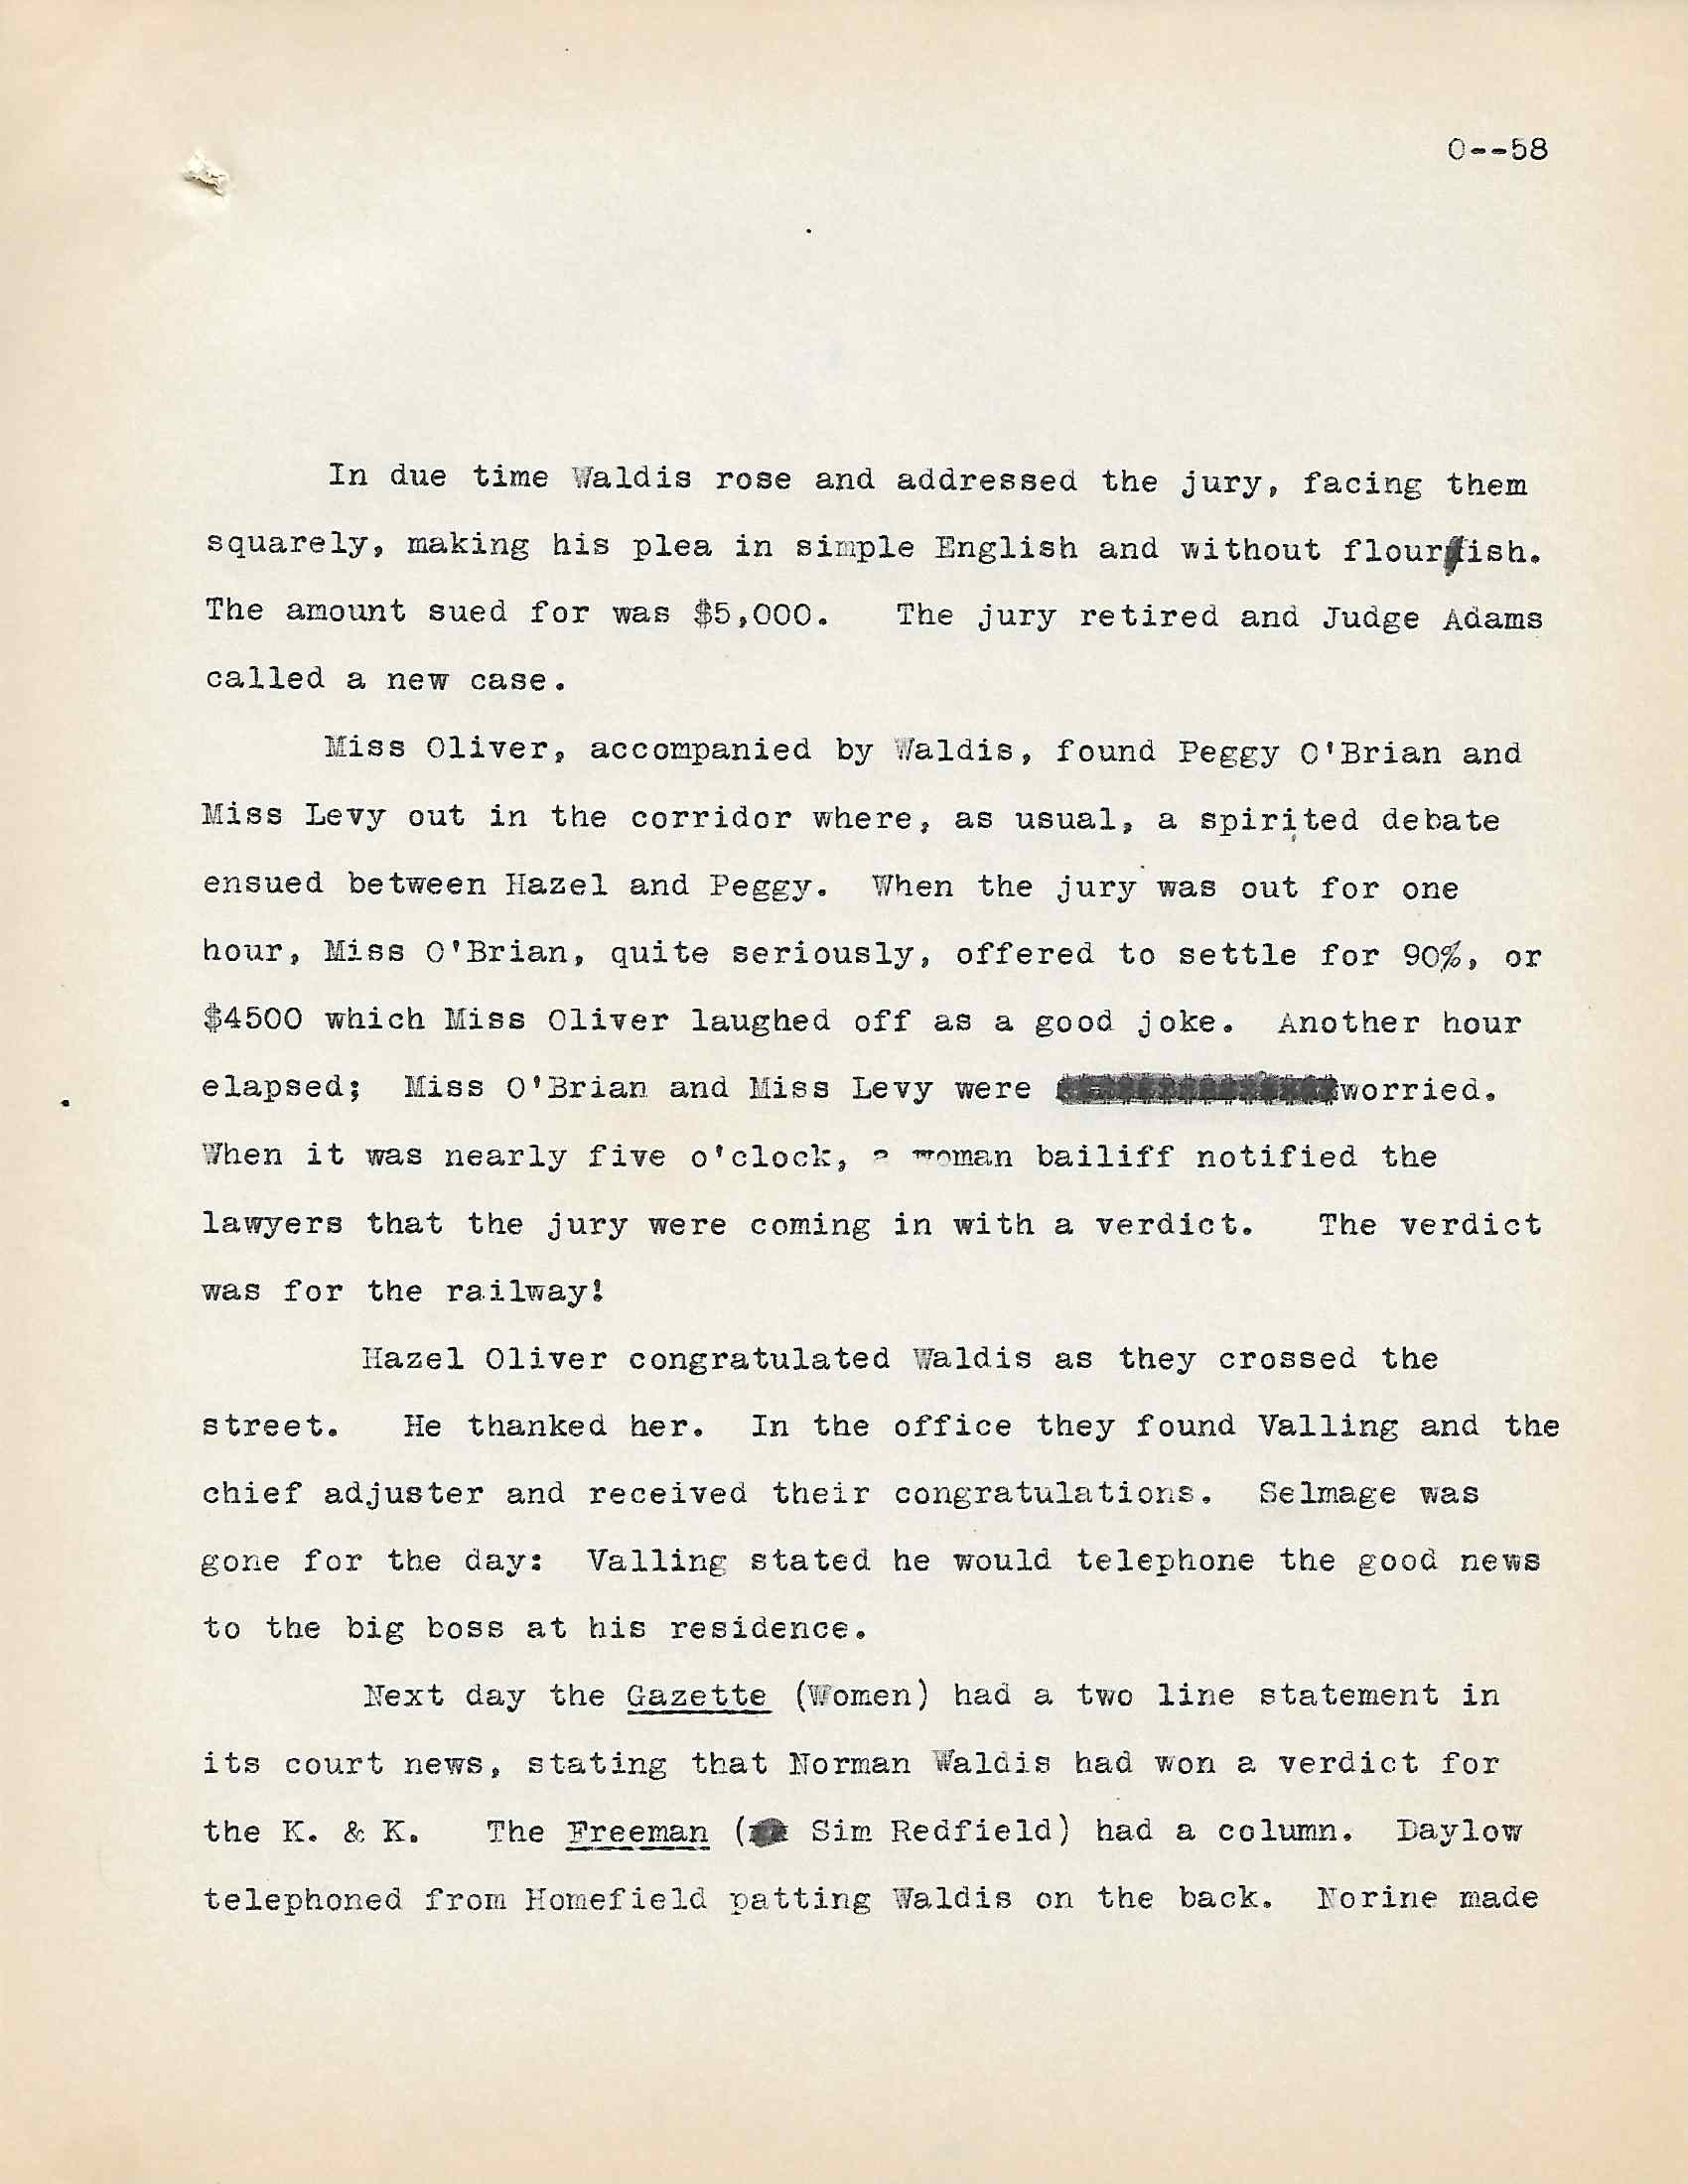 O--58
In due time Waldis rose and addressed the jury, facing them
squarely, making his plea in simple English and without flourish.
The amount sued for was $5,000. The jury retired and Judge Adams
called a new case.
Miss Oliver, accompanied by Waldis, found Peggy O'Brian and
Miss Levy out in the corridor where, as usual, a spirited debate
ensued between Hazel and Peggy. When the jury was out for one
hour, Miss O'Brian, quite seriously, offered to settle for 90%, or
$4500 which Miss Oliver laughed off as a good joke. Another hour
elapsed; Miss O'Brian and Miss Levy were worried.
When it was nearly five o'clock, a woman bailiff notified the
lawyers that the jury were coming in with a verdict. The verdict
was for the railway!
Hazel Oliver congratulated Waldis as they crossed the
street. He thanked her. In the office they found Valling and the
chief adjuster and received their congratulations. Selmage was
gone for the day: Valling stated he would telephone the good news
to the big boss at his residence.
Next day the Gazette (Women) had a two line statement in
its court news, stating that Norman Waldis had won a verdict for
the K. & K. The Freeman ( Sim Redfield) had a column. Daylow
telephoned from Homefield patting Waldis on the back. Norine made